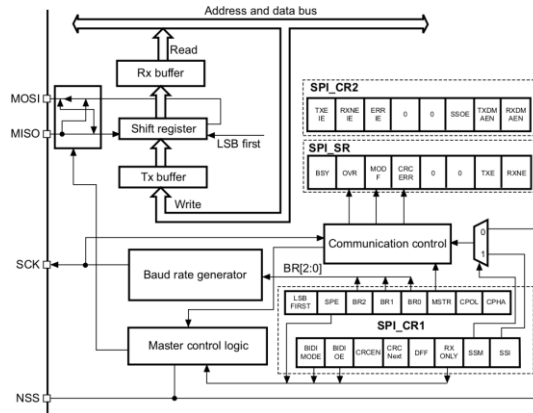 Address and data bus
Read
Rx buffer
MOSI
MISO
Shift register
LSB first
Tx buffer
Write
SPI_CR2
TXE IE
RXNE IE
ERR IE
0
0
SSOE
TXDM AEN
RXDM AEN
SPI_SR
BSY
OVR
MOD F
CRC ERR
0
0
TXE
RXNE
Communication control
0
1
SCK
Baud rate generator
BR[2:0]
LSB FIRST
SPE
BR2
BR1
BR0
MSTR
CPOL
CPHA
SPI_CR1
Master control logic
BIDI MODE
BIDI OE
CRCEN
CRC Next
DFF
RX ONLY
SSM
SSI
NSS